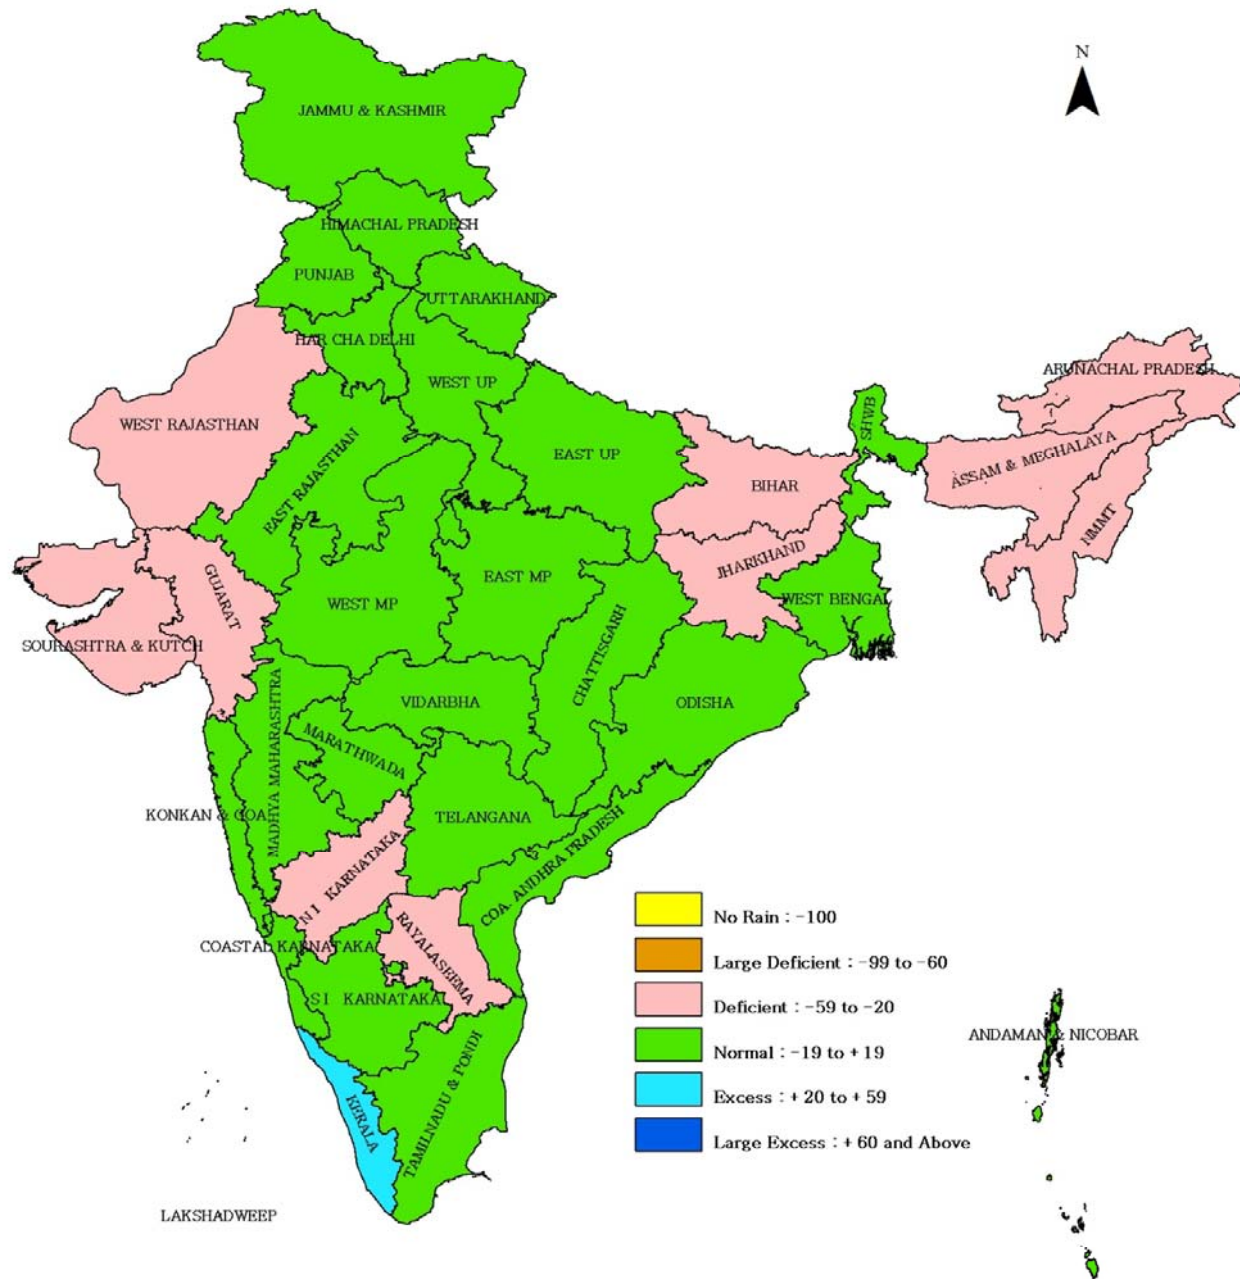 N
JAMMU & KASHMIR
HIMACHAL PRADESH
PUNJAB
UTTARAKHAND
HAR CHA DELHI
WEST UP
ARUNACHAL PRADESH
WEST RAJASTHAN
SHWB
EAST RAJASTHAN
EAST UP
ASSAM & MEGHALAYA
BIHAR
NMMT
JHARKHAND
GUJARAT
EAST MP
WEST MP
WEST BENGAL
SOURASHTRA & KUTCH
CHATTISGARH
VIDARBHA
ODISHA
MADHYA MAHARASHTRA
MARATHWADA
KONKAN & GOA
TELANGANA
COA. ANDHRA PRADESH
N I KARNATAKA
RAYALASEEMA
COASTAL KARNATAKA
S I KARNATAKA
No Rain : -100
Large Deficient : -99 to -60
Deficient : -59 to -20
Normal : -19 to +19
Excess : +20 to +59
Large Excess : +60 and Above
ANDAMAN & NICOBAR
KERALA
TAMILNADU & PONDI
LAKSHADWEEP